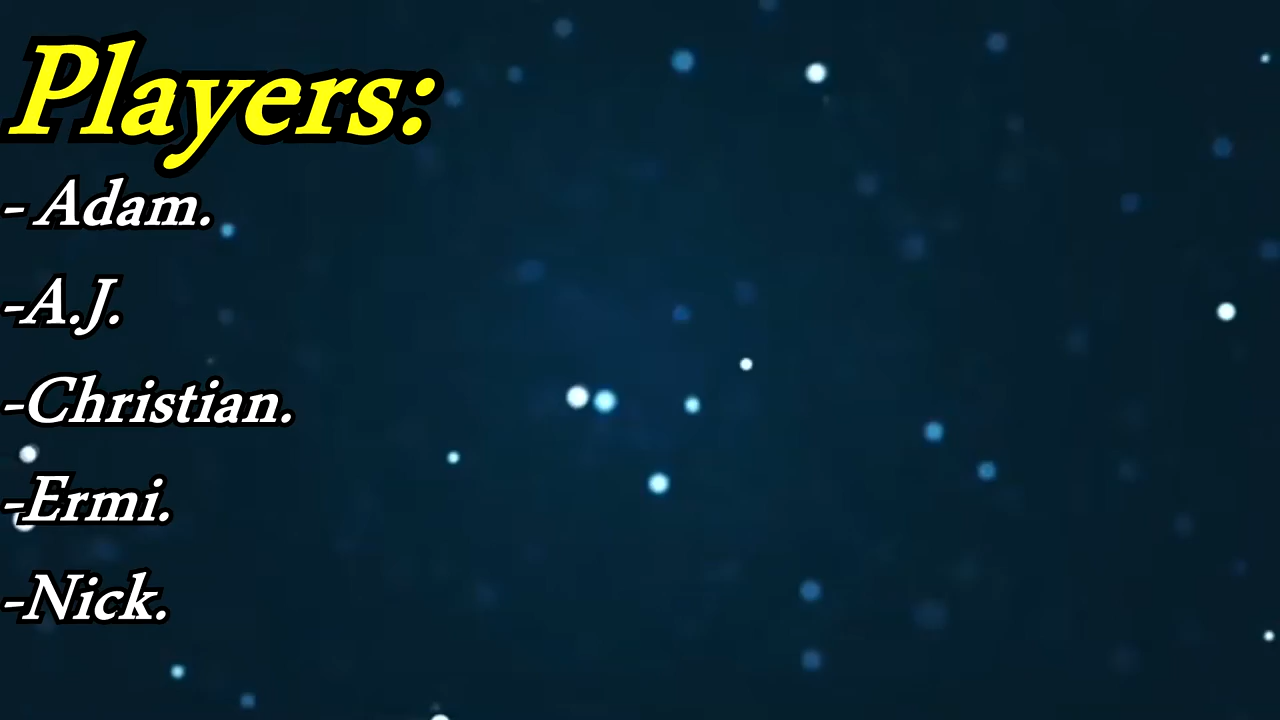 Players:
- Adam.
-A.J.
-Christian.
-Ermi.
-Nick.